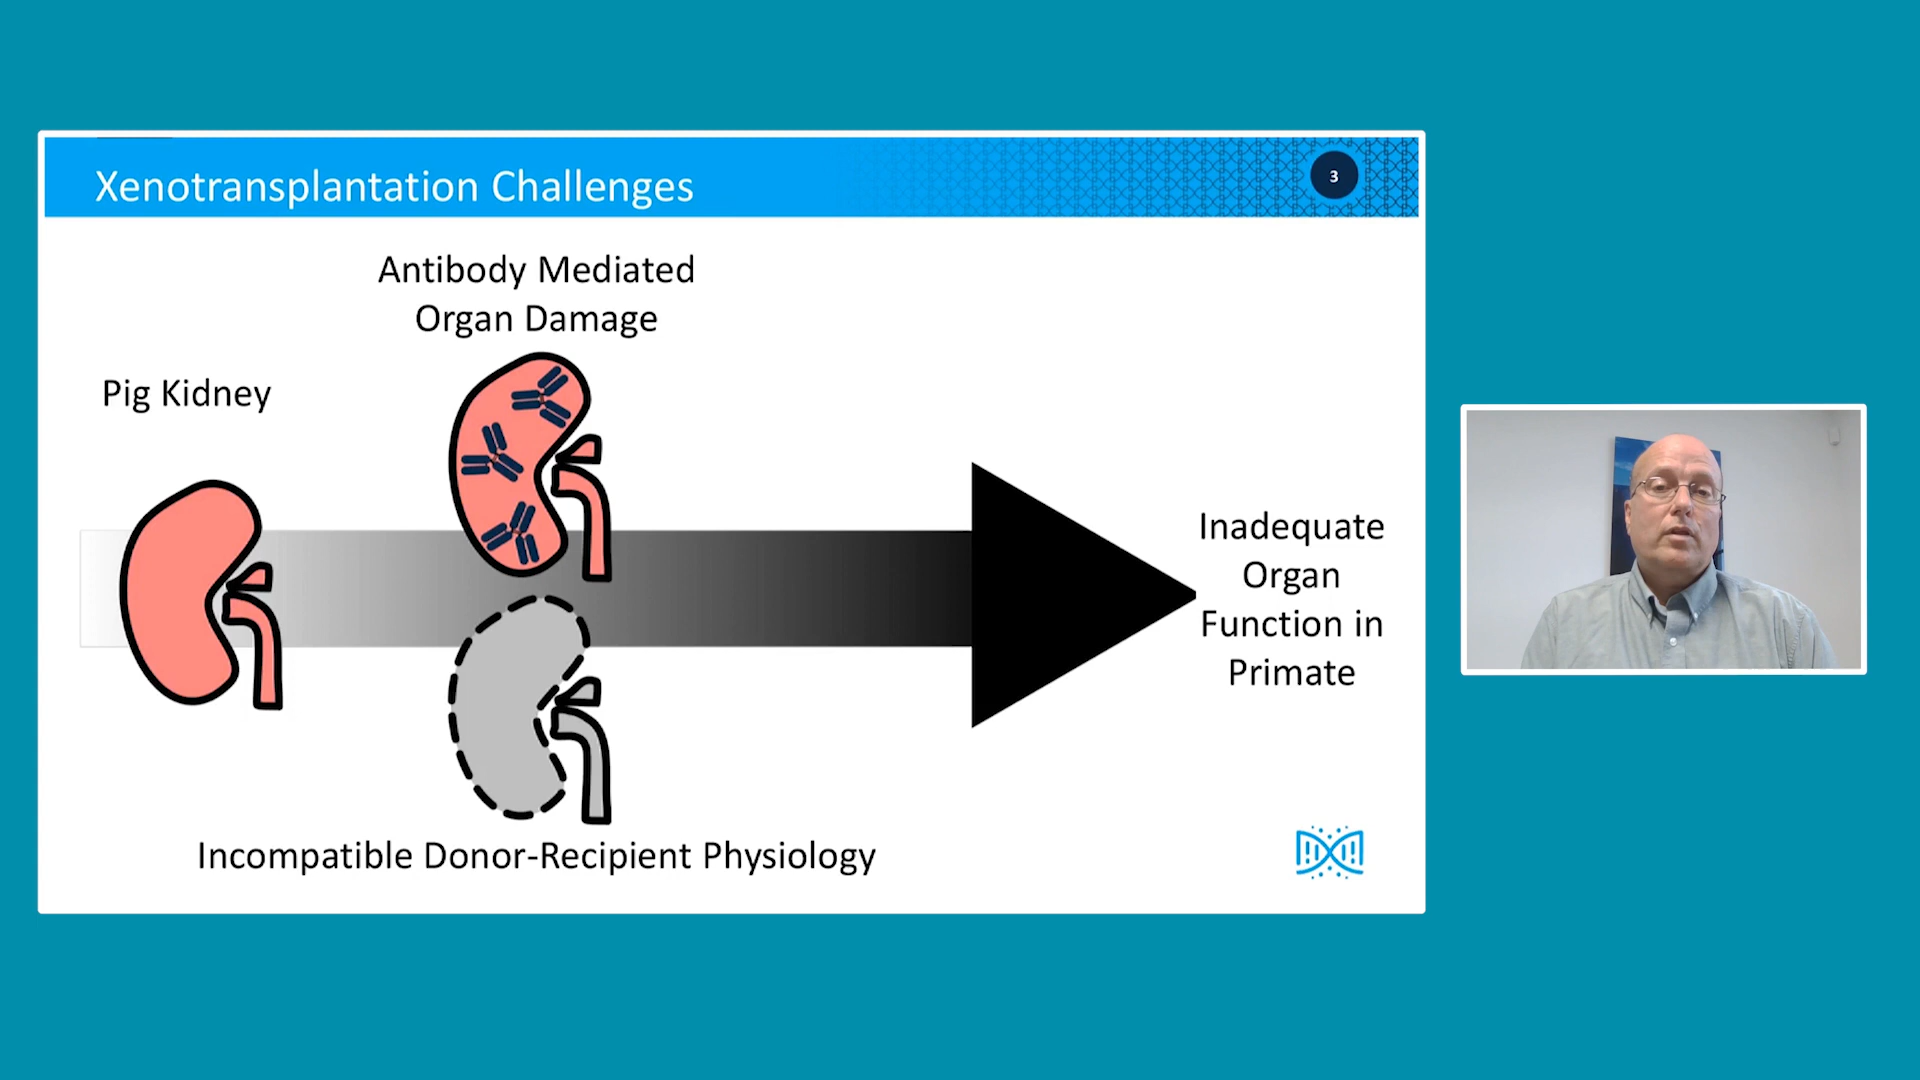 Xenotransplantation Challenges
3
Antibody Mediated
Organ Damage
Pig Kidney
Inadequate
Organ
Function in
Primate
Incompatible Donor-Recipient Physiology